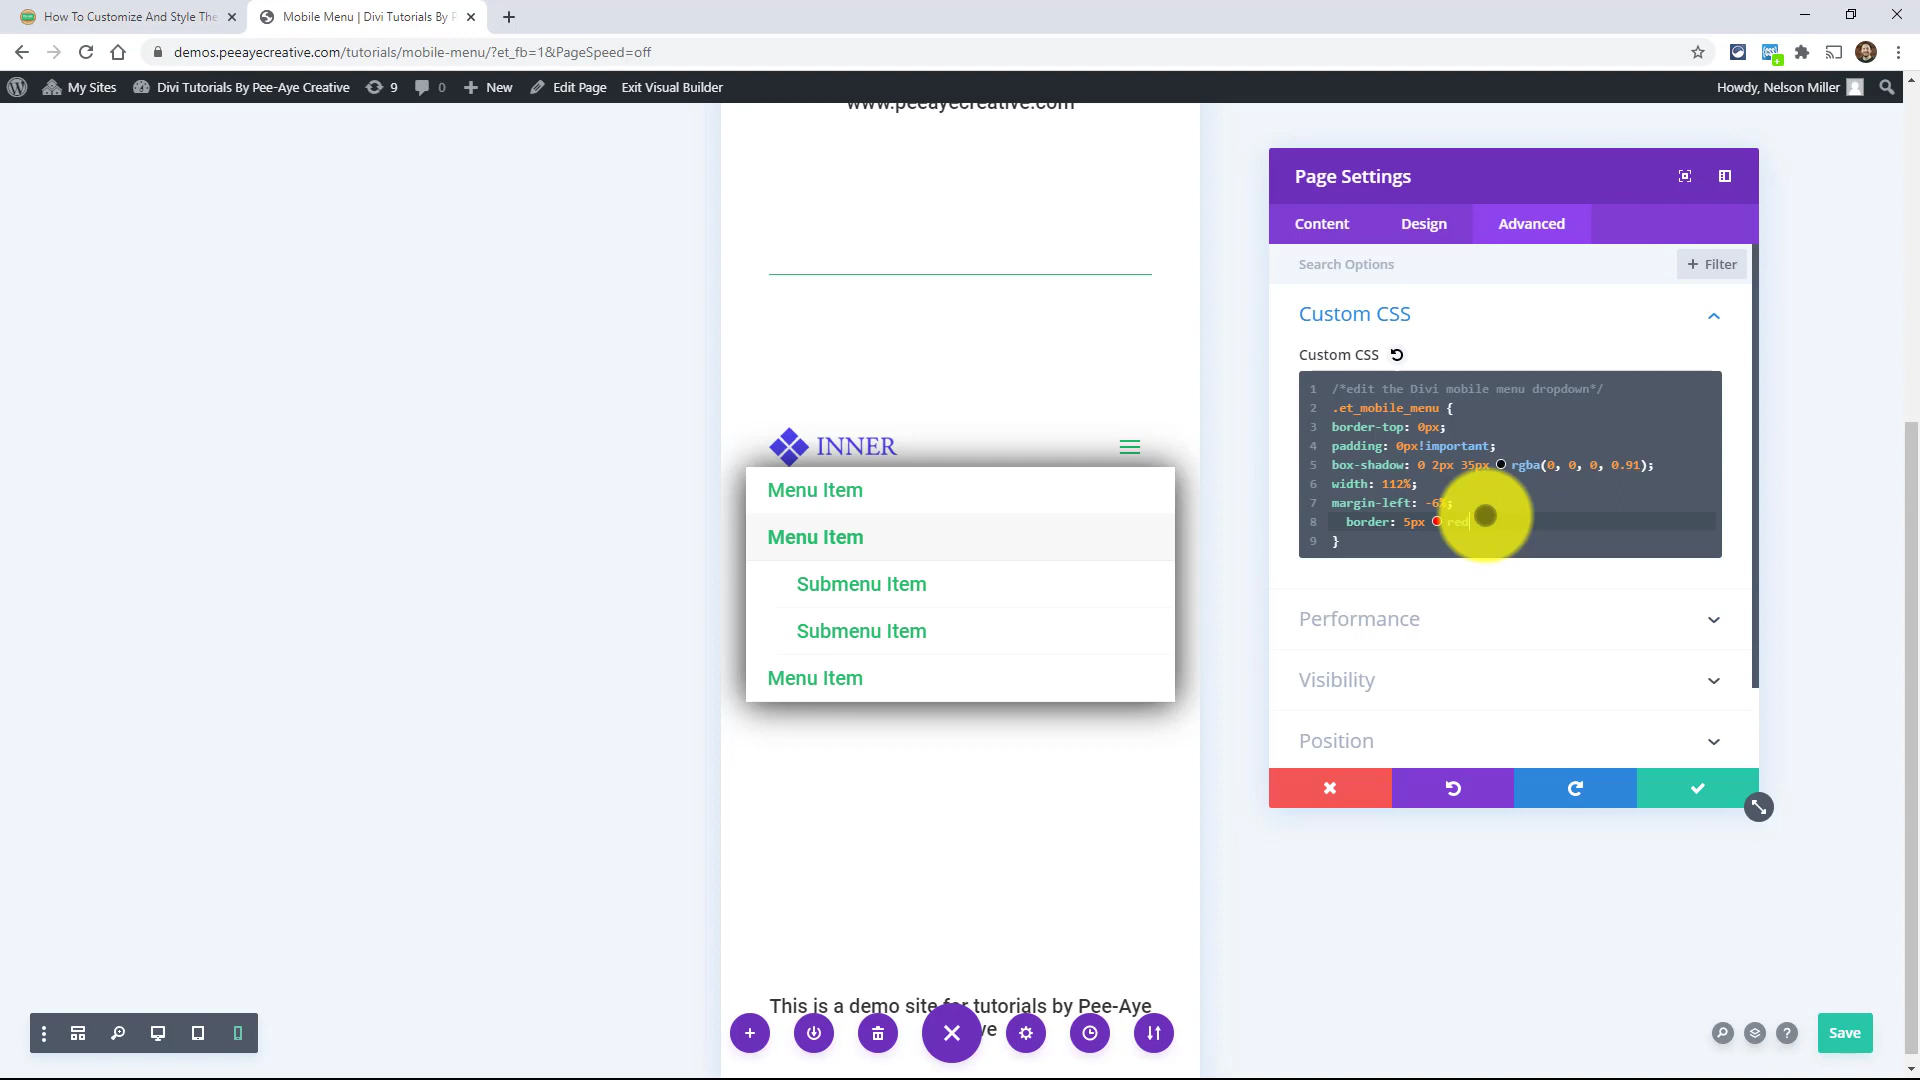 How To Customize And Style The
Mobile Menu | Divi Tutorials By P
demos.peeayecreative.com/tutorials/mobile-menu/?et_fb=1&PageSpeed=off
My Sites
Divi Tutorials By Pee-Aye Creative
9
0
New
Edit Page
Exit Visual Builder
Howdy, Nelson Miller
www.peeayecreative.com
INNER
Menu Item
Menu Item
Submenu Item
Submenu Item
Menu Item
This is a demo site for tutorials by Pee-Aye
Page Settings
Content
Design
Advanced
Search Options
+ Filter
Custom CSS
Custom CSS
1 /*edit the Divi mobile menu dropdown*/
2 .et_mobile_menu {
3 border-top: 0px;
4 padding: 0px!important;
5 box-shadow: 0 2px 35px rgba(0, 0, 0, 0.91);
6 width: 112%;
7 margin-left: -6%;
8 border: 5px red
9 }
Performance
Visibility
Position
Save